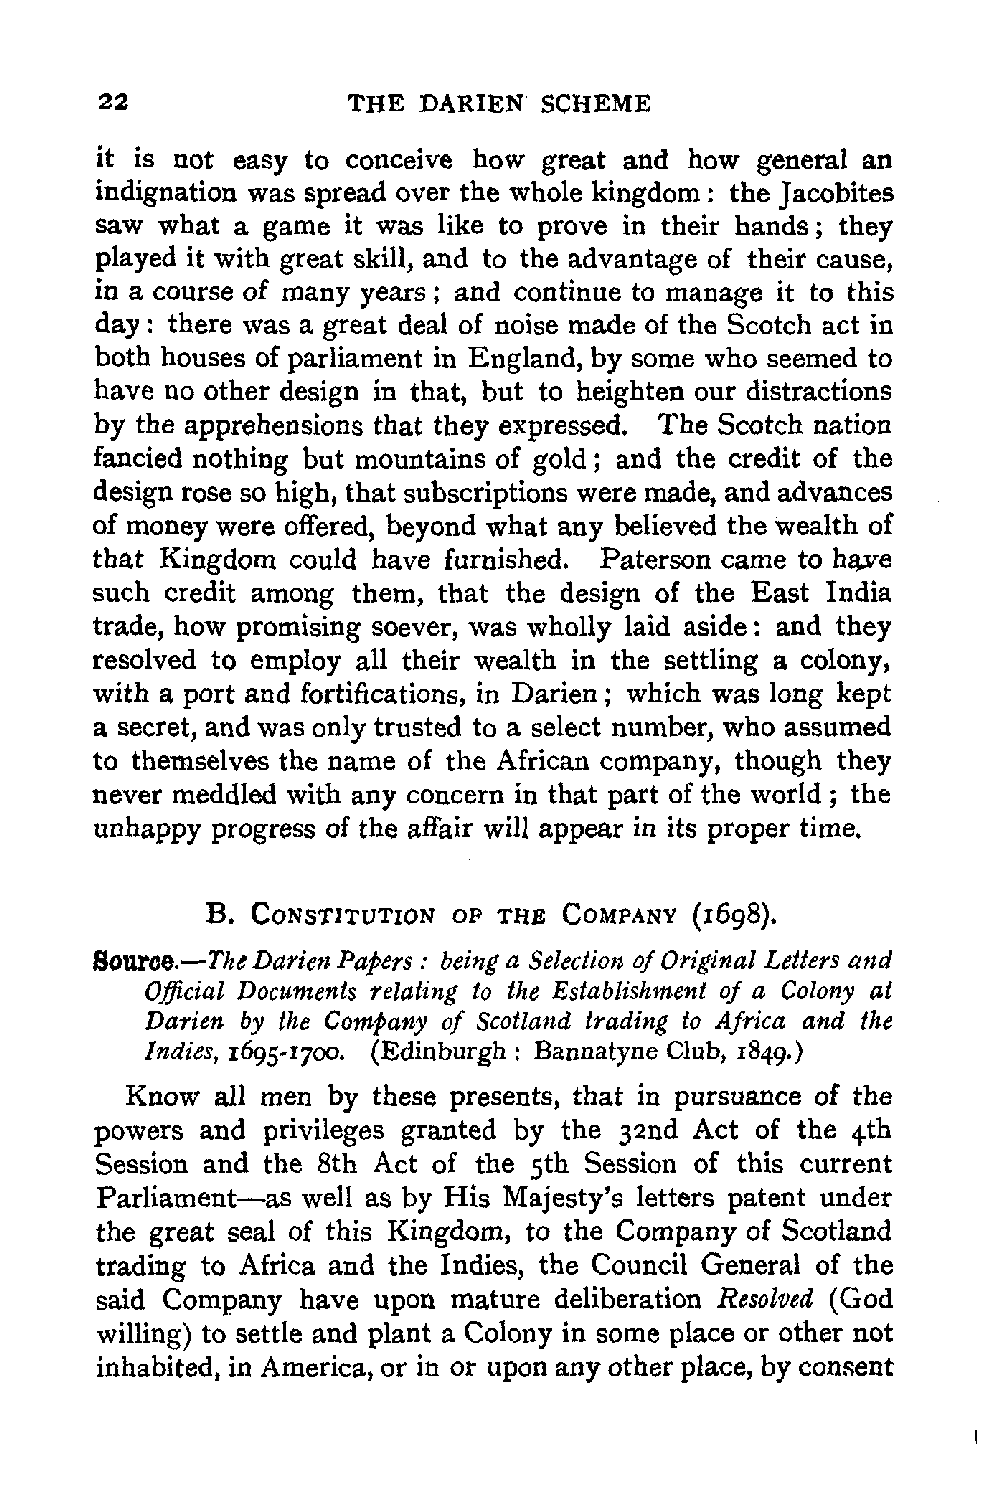 22 THE DARIEN SCHEME
it is not easy to conceive how great and how general an
indignation was spread over the whole kingdom : the Jacobites
saw what a game it was like to prove in their hands ; they
played it with great skill, and to the advantage of their cause,
in a course of many years ; and continue to manage it to this
day : there was a great deal of noise made of the Scotch act in
both houses of parliament in England, by some who seemed to
have no other design in that, but to heighten our distractions
by the apprehensions that they expressed. The Scotch nation
fancied nothing but mountains of gold ; and the credit of the
design rose so high, that subscriptions were made, and advances
of money were offered, beyond what any believed the wealth of
that Kingdom could have furnished. Paterson came to have
such credit among them, that the design of the East India
trade, how promising soever, was wholly laid aside : and they
resolved to employ all their wealth in the settling a colony,
with a port and fortifications, in Darien ; which was long kept
a secret, and was only trusted to a select number, who assumed
to themselves the name of the African company, though they
never meddled with any concern in that part of the world ; the
unhappy progress of the affair will appear in its proper time.
B. CONSTITUTION OF THE COMPANY (1698).
Source.—The Darien Papers : being a Selection of Original Letters and
Official Documents relating to the Establishment of a Colony at
Darien by the Company of Scotland trading to Africa and the
Indies, 1695-1700. (Edinburgh : Bannatyne Club, 1849.)
Know all men by these presents, that in pursuance of the
powers and privileges granted by the 32nd Act of the 4th
Session and the 8th Act of the 5th Session of this current
Parliament—as well as by His Majesty's letters patent under
the great seal of this Kingdom, to the Company of Scotland
trading to Africa and the Indies, the Council General of the
said Company have upon mature deliberation Resolved (God
willing) to settle and plant a Colony in some place or other not
inhabited, in America, or in or upon any other place, by consent